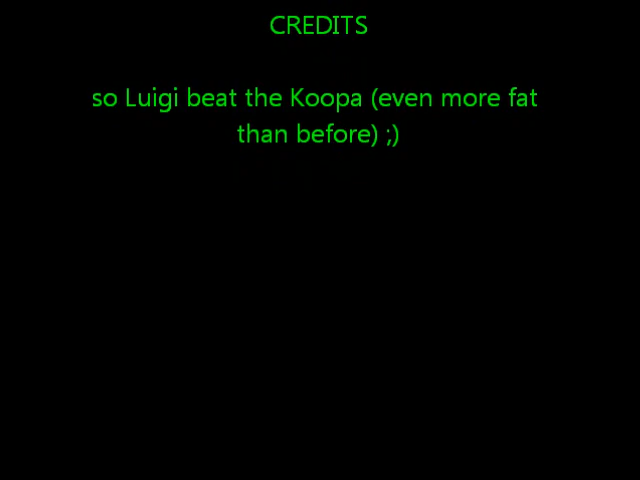 CREDITS
so Luigi beat the Koopa (even more fat
than before) ;)